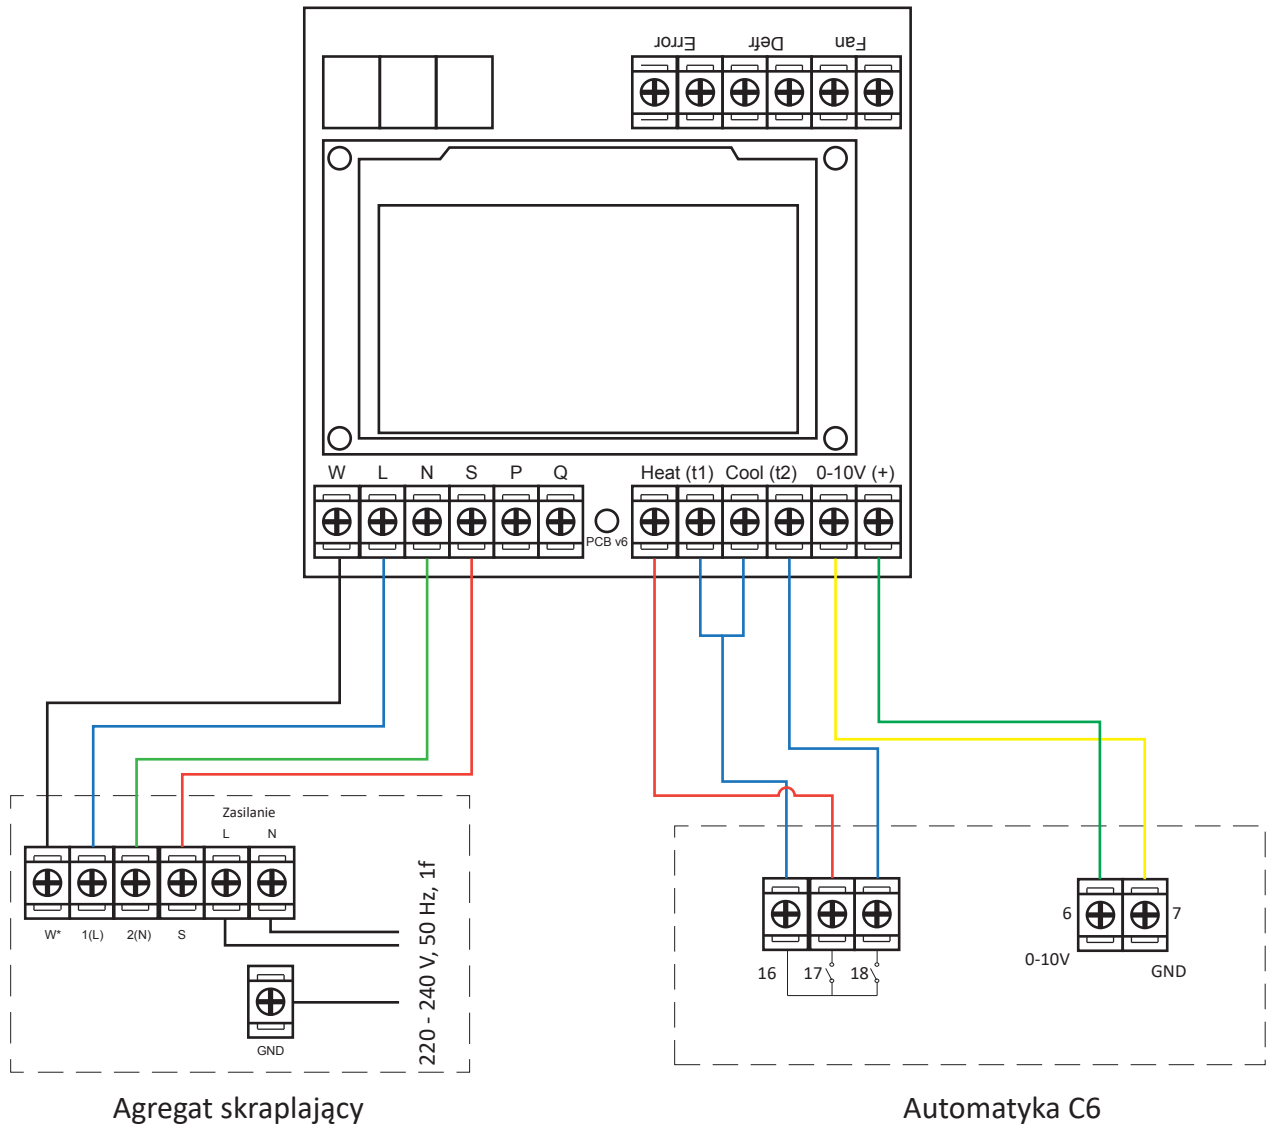 Error Defr Fan
W L N S P Q
Heat (t1) Cool (t2) 0-10V (+)
PCB v6
Zasilanie
L N
W* 1(L) 2(N) S
GND
220 - 240 V, 50 Hz, 1f
16 17 18
6 7
0-10V
GND
Agregat skraplający
Automatyka C6